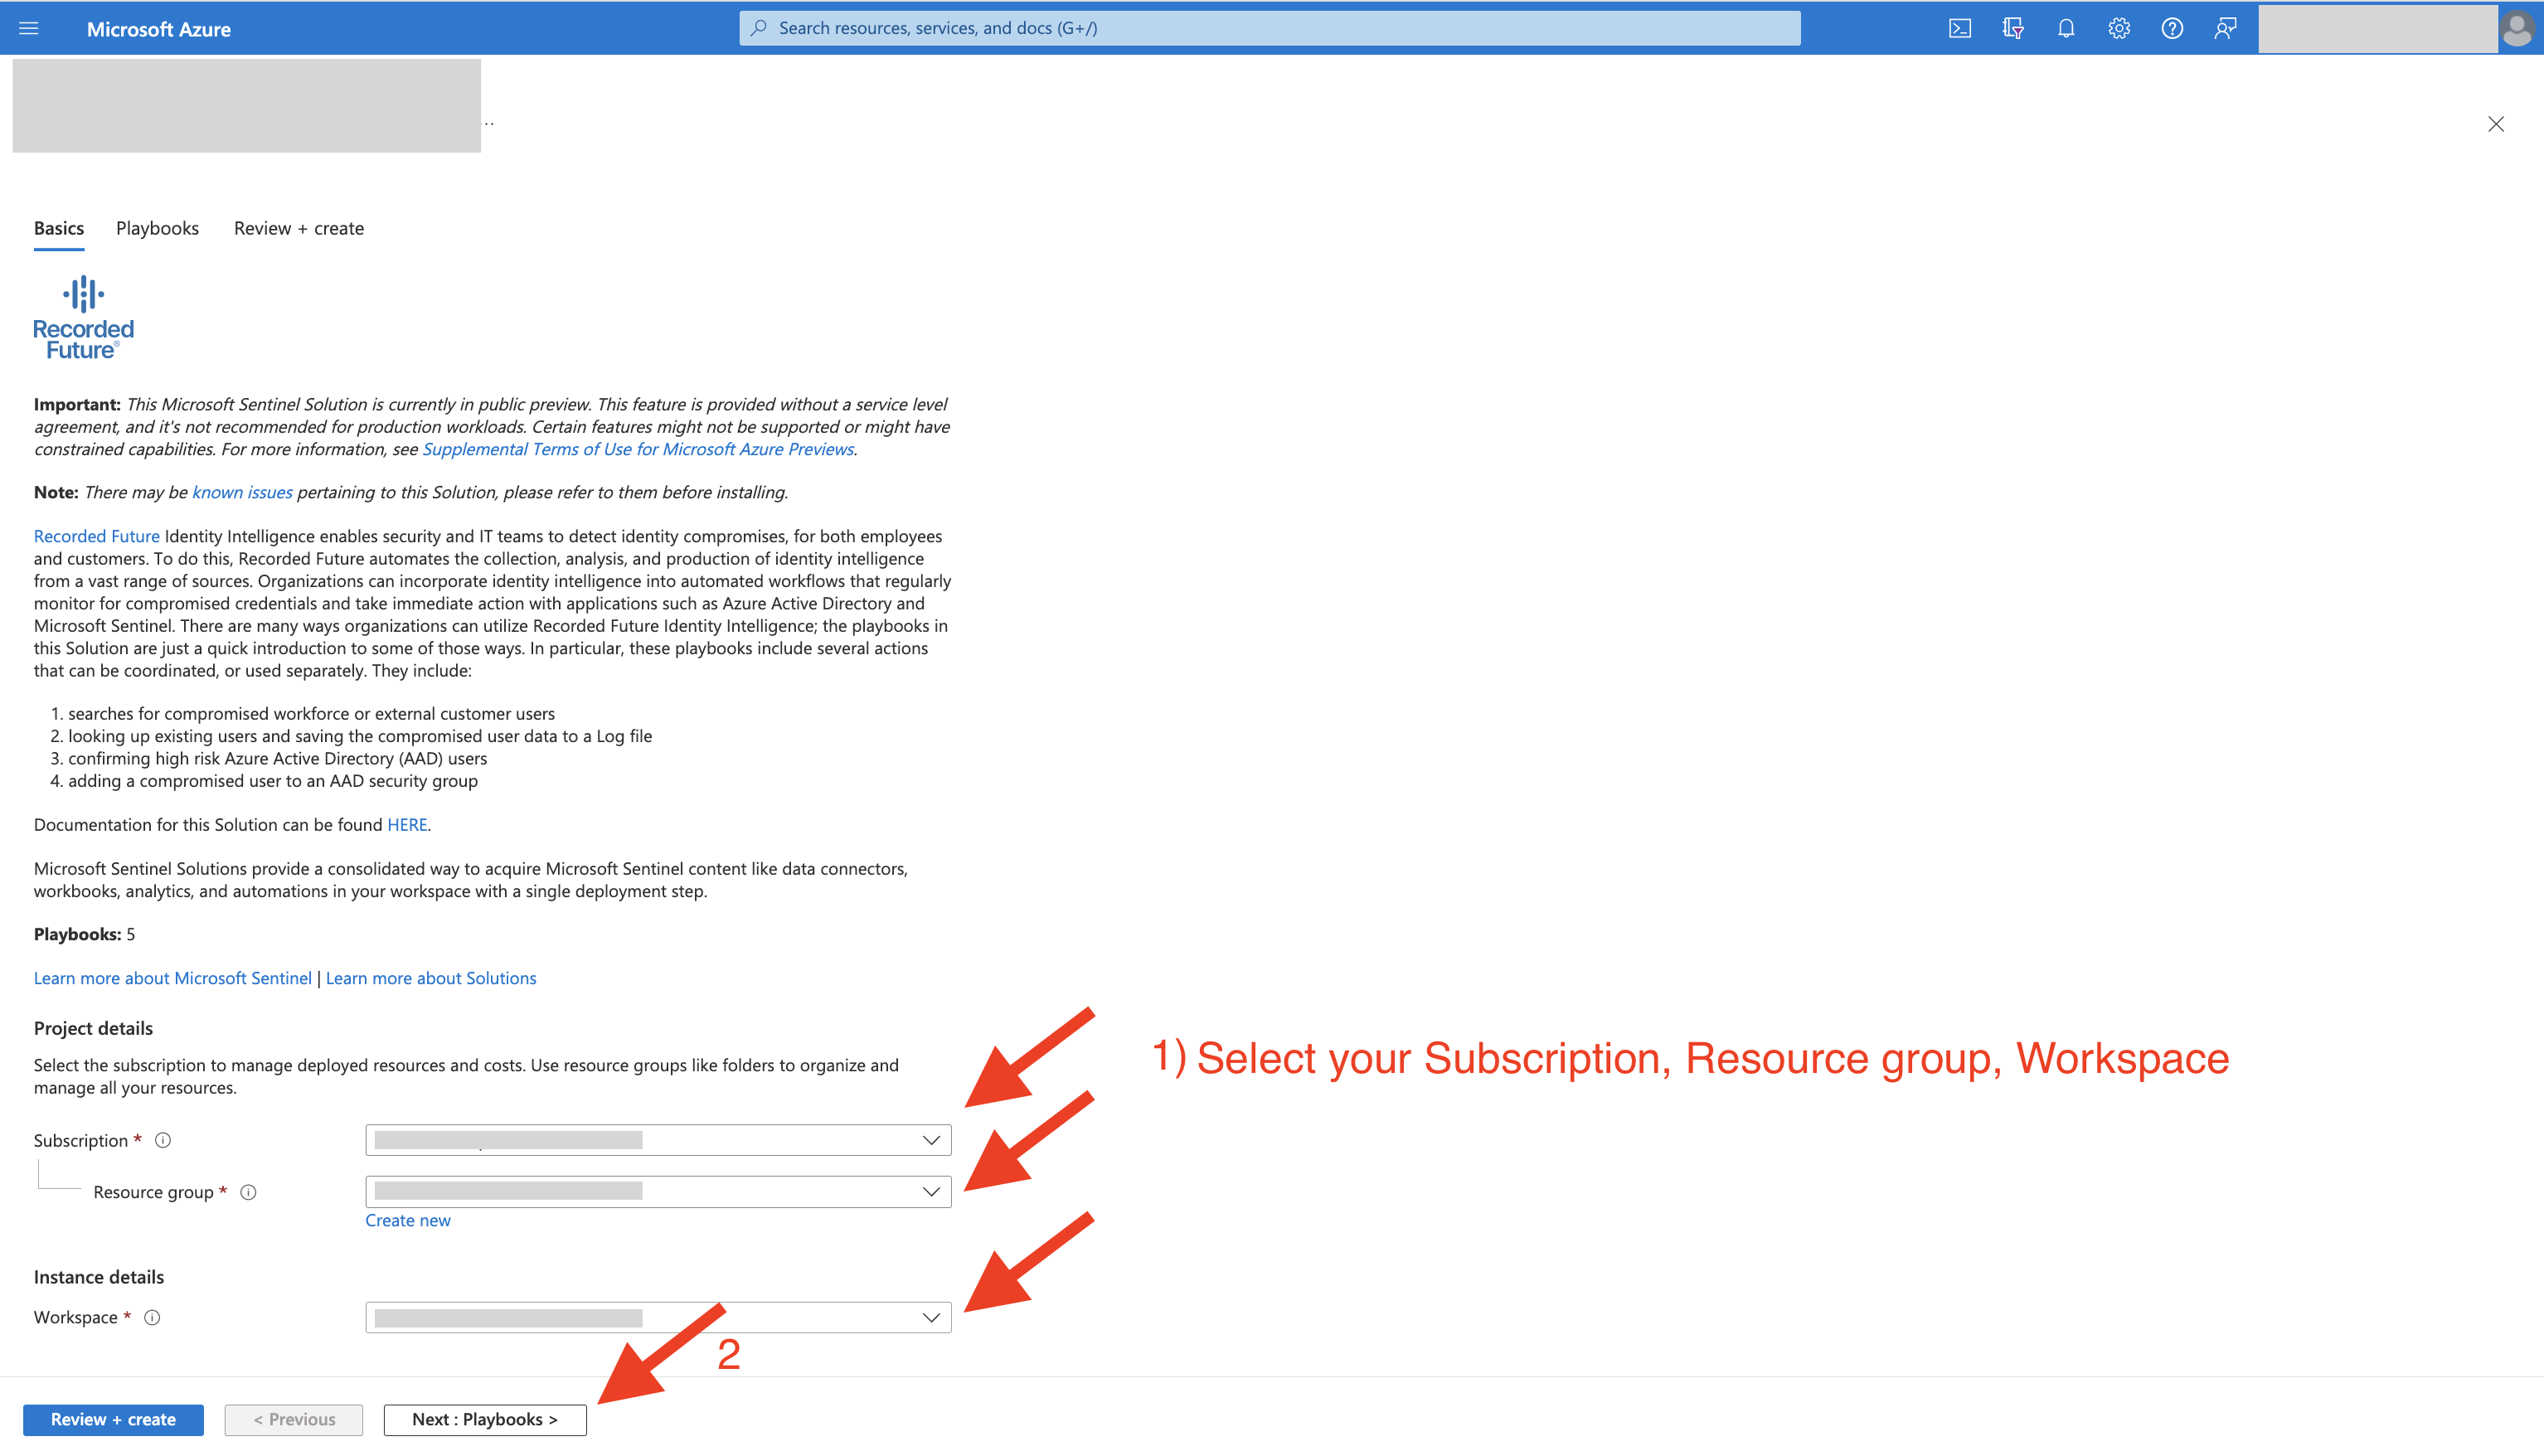 Microsoft Azure
Search resources, services, and docs (G+/)
...
Basics Playbooks Review + create
Recorded
Future®
Important: This Microsoft Sentinel Solution is currently in public preview. This feature is provided without a service level
agreement, and it's not recommended for production workloads. Certain features might not be supported or might have
constrained capabilities. For more information, see Supplemental Terms of Use for Microsoft Azure Previews.
Note: There may be known issues pertaining to this Solution, please refer to them before installing.
Recorded Future Identity Intelligence enables security and IT teams to detect identity compromises, for both employees
and customers. To do this, Recorded Future automates the collection, analysis, and production of identity intelligence
from a vast range of sources. Organizations can incorporate identity intelligence into automated workflows that regularly
monitor for compromised credentials and take immediate action with applications such as Azure Active Directory and
Microsoft Sentinel. There are many ways organizations can utilize Recorded Future Identity Intelligence; the playbooks in
this Solution are just a quick introduction to some of those ways. In particular, these playbooks include several actions
that can be coordinated, or used separately. They include:
1. searches for compromised workforce or external customer users
2. looking up existing users and saving the compromised user data to a Log file
3. confirming high risk Azure Active Directory (AAD) users
4. adding a compromised user to an AAD security group
Documentation for this Solution can be found HERE.
Microsoft Sentinel Solutions provide a consolidated way to acquire Microsoft Sentinel content like data connectors,
workbooks, analytics, and automations in your workspace with a single deployment step.
Playbooks: 5
Learn more about Microsoft Sentinel | Learn more about Solutions
Project details
1) Select your Subscription, Resource group, Workspace
Select the subscription to manage deployed resources and costs. Use resource groups like folders to organize and
manage all your resources.
Subscription *
Resource group *
Create new
Instance details
Workspace *
2
Review + create < Previous Next : Playbooks >